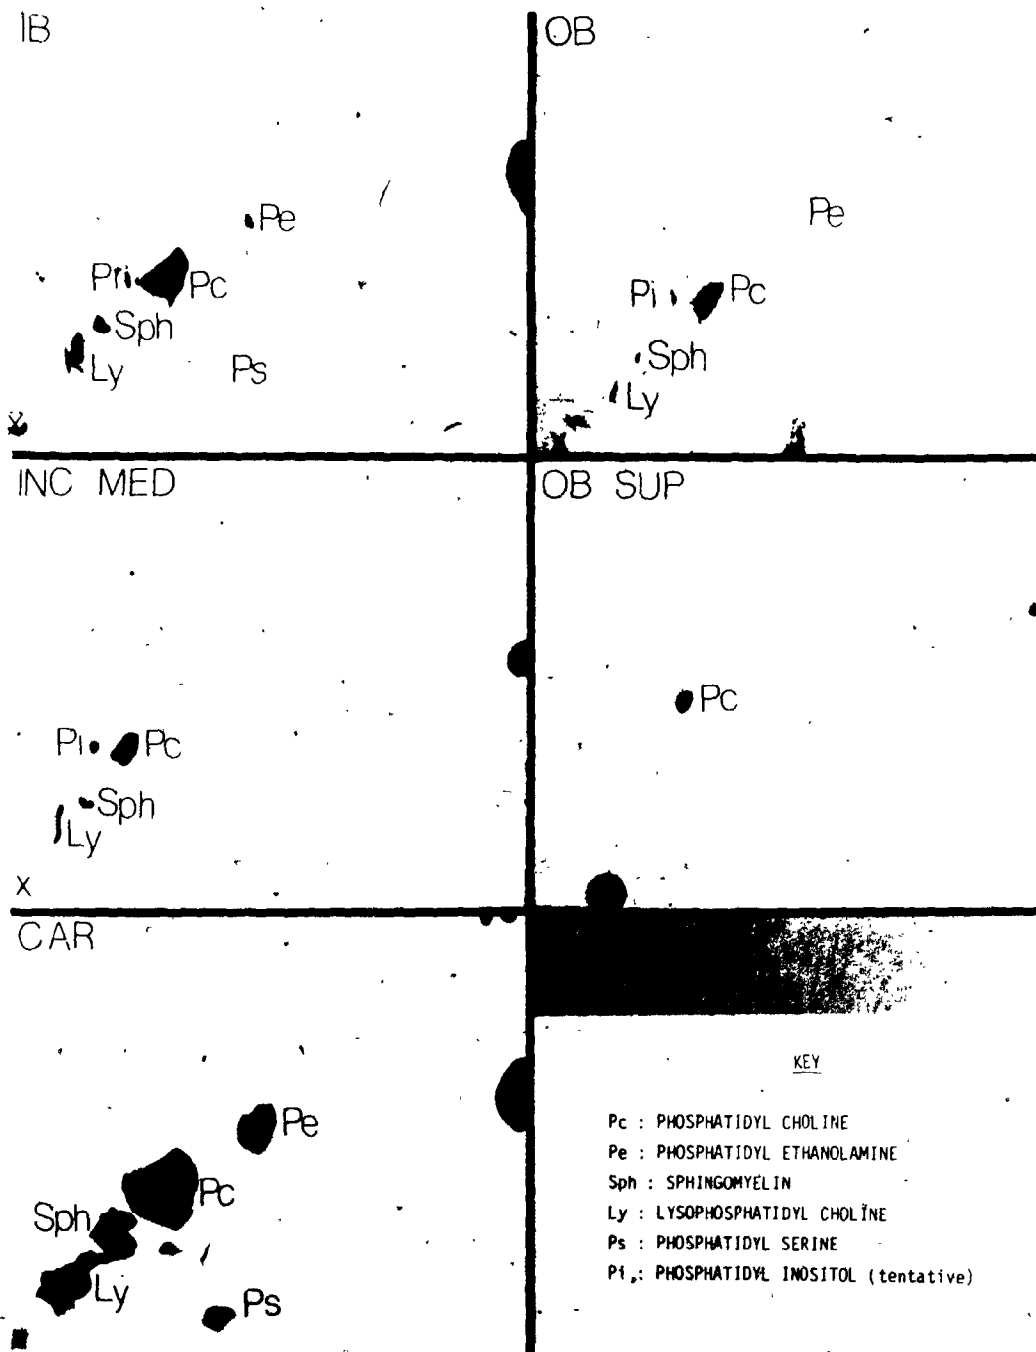 IB
OB
Pe
Pe
Pi
Pc
Pi
Pc
Sph
Sph
Ly
Ps
Ly
X
INC MED
OB SUP
Pc
Pi
Pc
Sph
Ly
X
CAR
KEY
Pc : PHOSPHATIDYL CHOLINE
Pe : PHOSPHATIDYL ETHANOLAMINE
Sph : SPHINGOMYELIN
Ly : LYSOPHOSPHATIDYL CHOLINE
Ps : PHOSPHATIDYL SERINE
Pi : PHOSPHATIDYL INOSITOL (tentative)
Pe
Pc
Sph
Ly
Ps